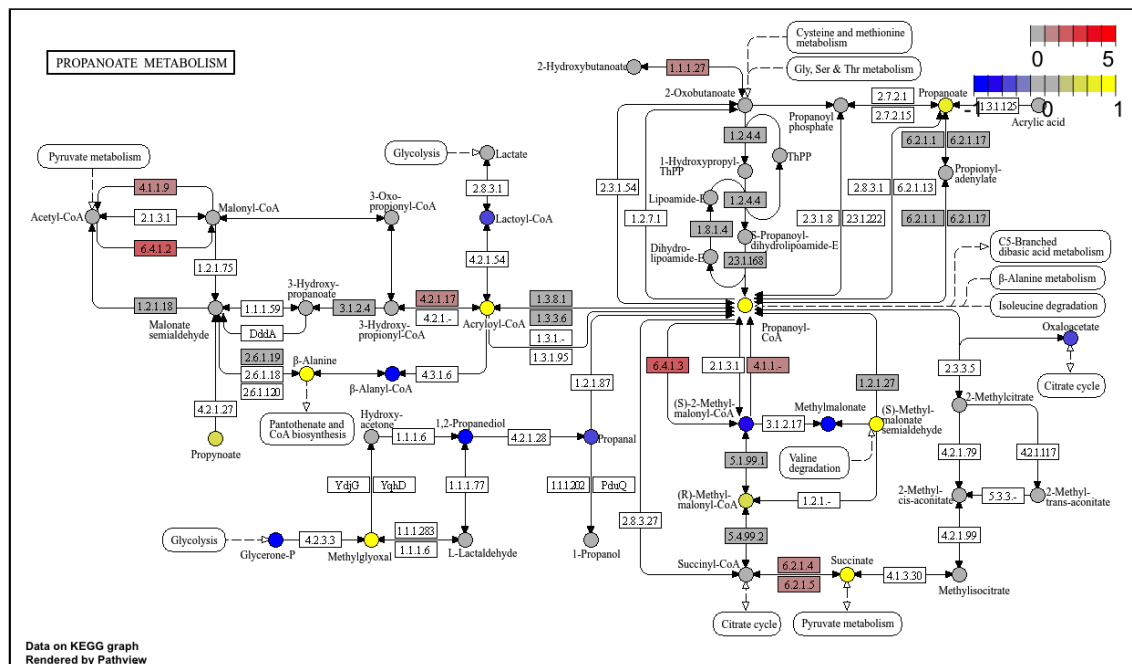 PROPANOATE METABOLISM
Cysteine and methionine
metabolism
Gly, Ser & Thr metabolism
0
5
-1
0
1
2-Hydroxybutanoate
1.1.1.27
2-Oxobutanoate
2.7.2.1
2.7.2.15
Propanoyl
phosphate
Propanoate
1.3.1.125
Acrylic acid
1.2.4.4
ThPP
1-Hydroxypropyl-
ThPP
6.2.1.1
6.2.1.17
Propionyl-
adenylate
Pyruvate metabolism
Glycolysis
Lactate
2.8.3.1
4.1.1.9
Acetyl-CoA
2.1.3.1
Malonyl-CoA
6.4.1.2
3-Oxo-
propionyl-CoA
Lactoyl-CoA
4.2.1.54
2.3.1.54
1.2.7.1
Lipoamide-E
1.2.4.4
1.8.1.4
S-Propanoyl-
dihydrolipoamide-E
Dihydro-
lipoamide-E
2.3.1.168
2.8.3.1
6.2.1.13
2.3.1.8
2.3.1.222
6.2.1.1
6.2.1.17
C5-Branched
dibasic acid metabolism
β-Alanine metabolism
Isoleucine degradation
1.2.1.75
1.2.1.18
Malonate
semialdehyde
1.1.1.59
DddA
3-Hydroxy-
propanoate
3.1.2.4
3-Hydroxy-
propionyl-CoA
4.2.1.17
4.2.1.-
Acryloyl-CoA
1.3.8.1
1.3.3.6
1.3.1.-
1.3.1.95
Propanoyl-
CoA
Oxaloacetate
Citrate cycle
2.6.1.19
2.6.1.18
2.6.1.120
β-Alanine
β-Alanyl-CoA
4.3.1.6
1.2.1.87
6.4.1.3
2.1.3.1
4.1.1.-
1.2.1.27
2.3.3.5
4.2.1.27
Propynoate
Pantothenate and
CoA biosynthesis
Hydroxy-
acetone
1.1.1.6
1,2-Propanediol
4.2.1.28
Propanal
(S)-2-Methyl-
malonyl-CoA
3.1.2.17
Methylmalonate
(S)-Methyl-
malonate
semialdehyde
Valine
degradation
2-Methylcitrate
4.2.1.79
4.2.1.117
2-Methyl-
cis-aconitate
5.3.3.-
2-Methyl-
trans-aconitate
YdjG
YqhD
1.1.1.77
1.1.1.202
PduQ
5.1.99.1
(R)-Methyl-
malonyl-CoA
1.2.1.-
2.8.3.27
5.4.99.2
4.2.1.99
Glycolysis
Glycerone-P
4.2.3.3
Methylglyoxal
1.1.1.283
1.1.1.6
L-Lactaldehyde
1-Propanol
Succinyl-CoA
6.2.1.4
6.2.1.5
Succinate
4.1.3.30
Methylisocitrate
Citrate cycle
Pyruvate metabolism
Data on KEGG graph
Rendered by Pathview